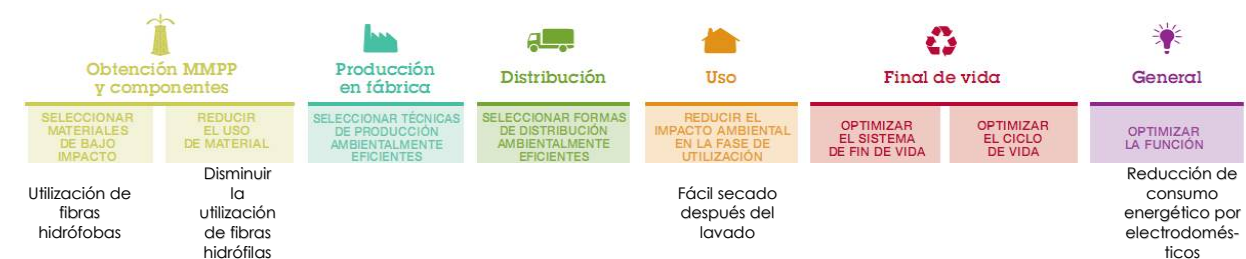 Obtención MMPP
y componentes
Producción
en fábrica
Distribución
Uso
Final de vida
General
SELECCIONAR
MATERIALES
DE BAJO
IMPACTO
REDUCIR
EL USO
DE MATERIAL
SELECCIONAR TÉCNICAS
DE PRODUCCIÓN
AMBIENTALMENTE
EFICIENTES
SELECCIONAR FORMAS
DE DISTRIBUCIÓN
AMBIENTALMENTE
EFICIENTES
REDUCIR EL
IMPACTO AMBIENTAL
EN LA FASE DE
UTILIZACIÓN
OPTIMIZAR
EL SISTEMA
DE FIN DE VIDA
OPTIMIZAR
EL CICLO
DE VIDA
OPTIMIZAR
LA FUNCIÓN
Utilización de
fibras
hidrófobas
Disminuir
la
utilización
de fibras
hidrófilas
Fácil secado
después del
lavado
Reducción de
consumo
energético por
electrodomés-
ticos